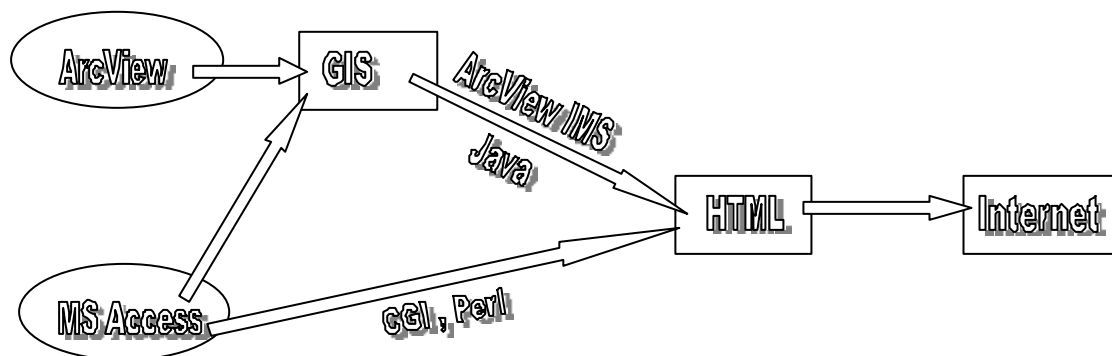 ArcView
GIS
ArcView IMS
Java
HTML
Internet
MS Access
CGI , Perl